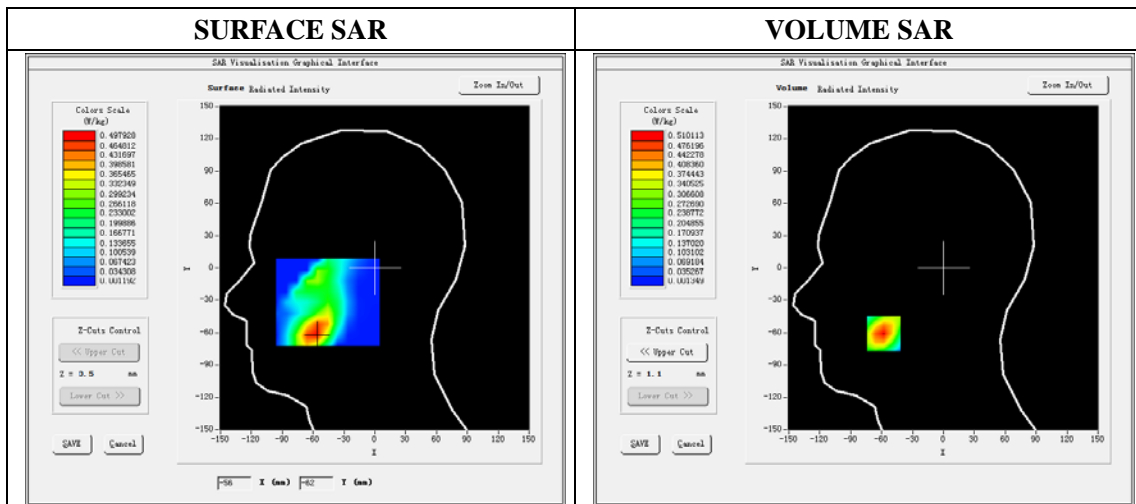 SURFACE SAR
VOLUME SAR
SAR Visualisation Graphical Interface
Surface Radiated Intensity
Zoom In/Out
Colors Scale
(W/kg)
0.497928
0.464812
0.431697
0.398581
0.365465
0.332349
0.299234
0.266118
0.233002
0.199886
0.166771
0.133655
0.100539
0.067423
0.034308
0.001192
150
120
90
60
30
0
-30
-60
-90
-120
-150
Y
-150 -120 -90 -60 -30 0 30 60 90 120 150
X
Z-Cuts Control
<< Upper Cut
Z = 3.5 mm
Lower Cut >>
SAVE Cancel
-56 X (mm) -62 Y (mm)
SAR Visualisation Graphical Interface
Volume Radiated Intensity
Zoom In/Out
Colors Scale
(W/kg)
0.510113
0.476196
0.442278
0.408360
0.374443
0.340525
0.306608
0.272690
0.238772
0.204855
0.170937
0.137020
0.103102
0.069184
0.035267
0.001349
150
120
90
60
30
0
-30
-60
-90
-120
-150
Y
-150 -120 -90 -60 -30 0 30 60 90 120 150
X
Z-Cuts Control
<< Upper Cut
Z = 1.1 mm
Lower Cut >>
SAVE Cancel